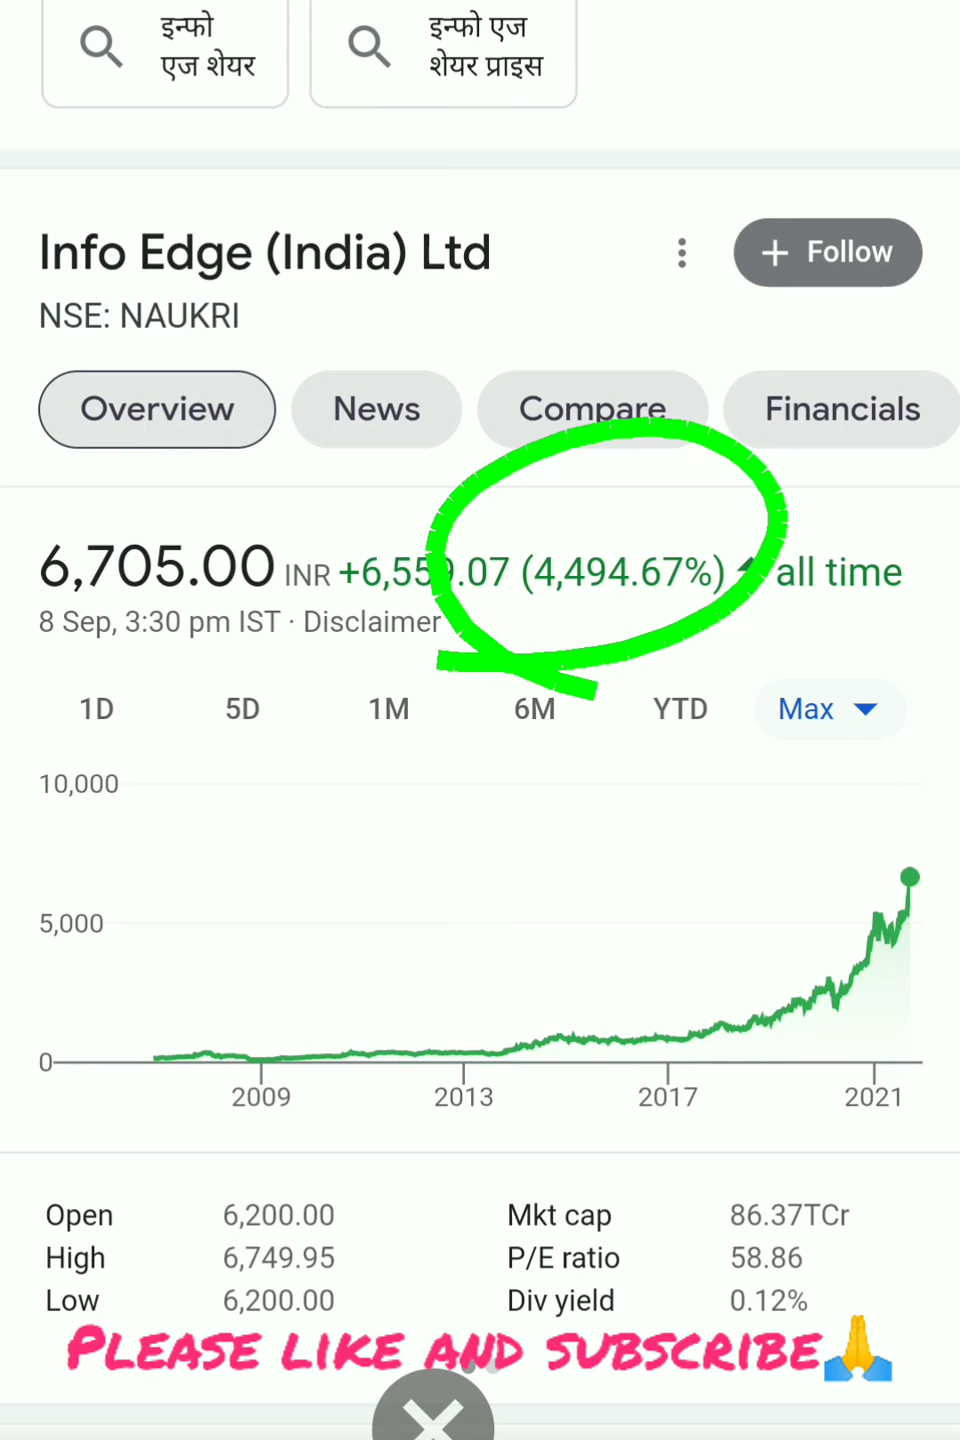 इन्फो
एज शेयर
इन्फो एज
शेयर प्राइस
Info Edge (India) Ltd
+ Follow
NSE: NAUKRI
Overview
News
Compare
Financials
6,705.00 INR +6,559.07 (4,494.67%) all time
8 Sep, 3:30 pm IST · Disclaimer
1D 5D 1M 6M YTD Max
10,000
5,000
0
2009 2013 2017 2021
Open 6,200.00 Mkt cap 86.37TCr
High 6,749.95 P/E ratio 58.86
Low 6,200.00 Div yield 0.12%
PLEASE LIKE AND SUBSCRIBE🙏